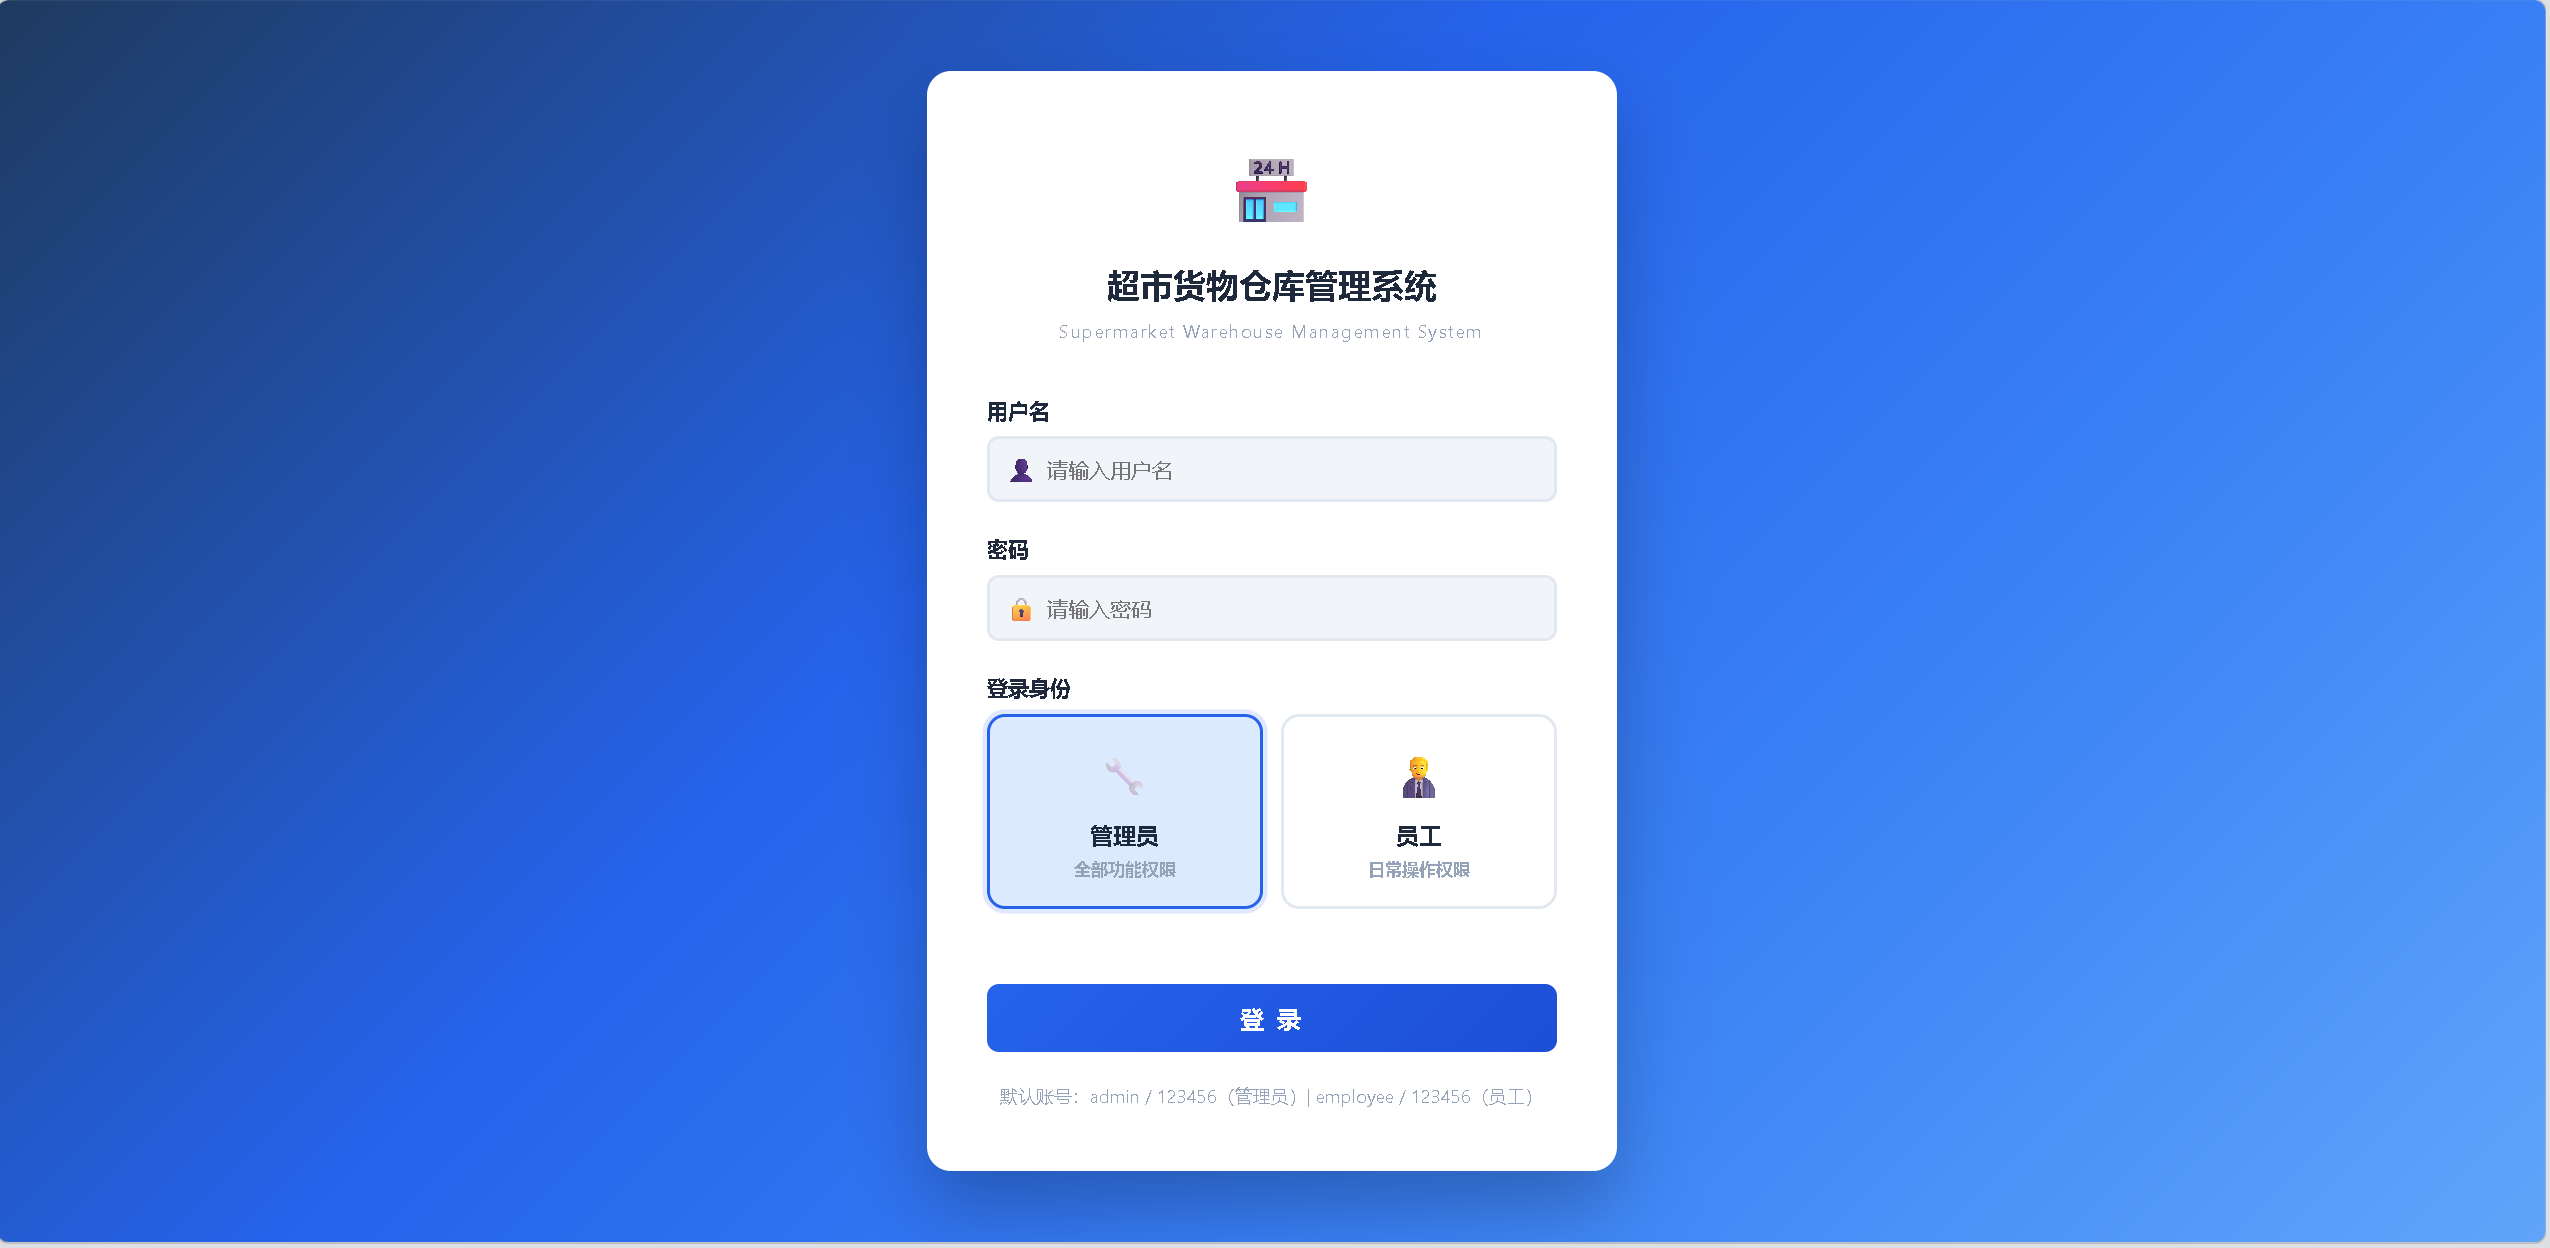 24 H
超市货物仓库管理系统
Supermarket Warehouse Management System
用户名
请输入用户名
密码
请输入密码
登录身份
管理员
全部功能权限
员工
日常操作权限
登 录
默认账号：admin / 123456（管理员）| employee / 123456（员工）